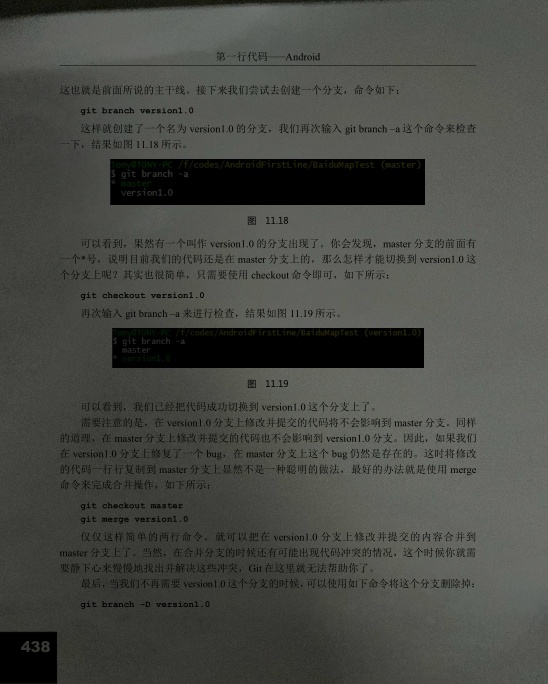 第一行代码——Android
这也就是前面所说的主干线。接下来我们尝试去创建一个分支，命令如下：
git branch version1.0
这样就创建了一个名为 version1.0 的分支，我们再次输入 git branch –a 这个命令来检查
一下，结果如图 11.18 所示。
Tony@TONY-PC /f/codes/AndroidFirstLine/BaiduMapTest (master)
$ git branch -a
* master
version1.0
图 11.18
可以看到，果然有一个叫作 version1.0 的分支出现了。你会发现，master 分支的前面有
一个*号，说明目前我们的代码还是在 master 分支上的，那么怎样才能切换到 version1.0 这
个分支上呢？其实也很简单，只需要使用 checkout 命令即可，如下所示：
git checkout version1.0
再次输入 git branch –a 来进行检查，结果如图 11.19 所示。
Tony@TONY-PC /f/codes/AndroidFirstLine/BaiduMapTest (version1.0)
$ git branch -a
master
* version1.0
图 11.19
可以看到，我们已经把代码成功切换到 version1.0 这个分支上了。
需要注意的是，在 version1.0 分支上修改并提交的代码将不会影响到 master 分支。同样
的道理，在 master 分支上修改并提交的代码也不会影响到 version1.0 分支。因此，如果我们
在 version1.0 分支上修复了一个 bug，在 master 分支上这个 bug 仍然是存在的。这时将修改
的代码一行行复制到 master 分支上显然不是一种聪明的做法，最好的办法就是使用 merge
命令来完成合并操作，如下所示：
git checkout master
git merge version1.0
仅仅这样简单的两行命令，就可以把在 version1.0 分支上修改并提交的内容合并到
master 分支上了。当然，在合并分支的时候还有可能出现代码冲突的情况，这个时候你就需
要静下心来慢慢地找出并解决这些冲突，Git 在这里就无法帮助你了。
最后，当我们不再需要 version1.0 这个分支的时候，可以使用如下命令将这个分支删除掉：
git branch -D version1.0
438